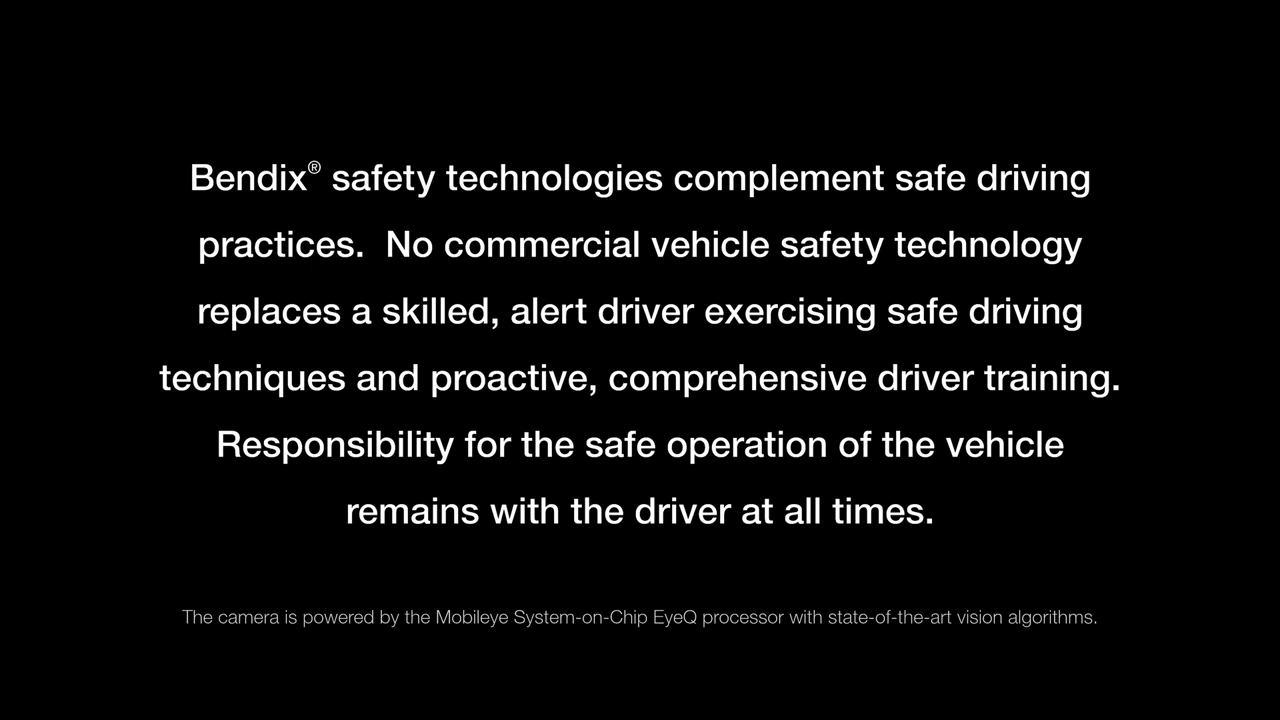 Bendix® safety technologies complement safe driving
practices.  No commercial vehicle safety technology
replaces a skilled, alert driver exercising safe driving
techniques and proactive, comprehensive driver training.
Responsibility for the safe operation of the vehicle
remains with the driver at all times.
The camera is powered by the Mobileye System-on-Chip EyeQ processor with state-of-the-art vision algorithms.